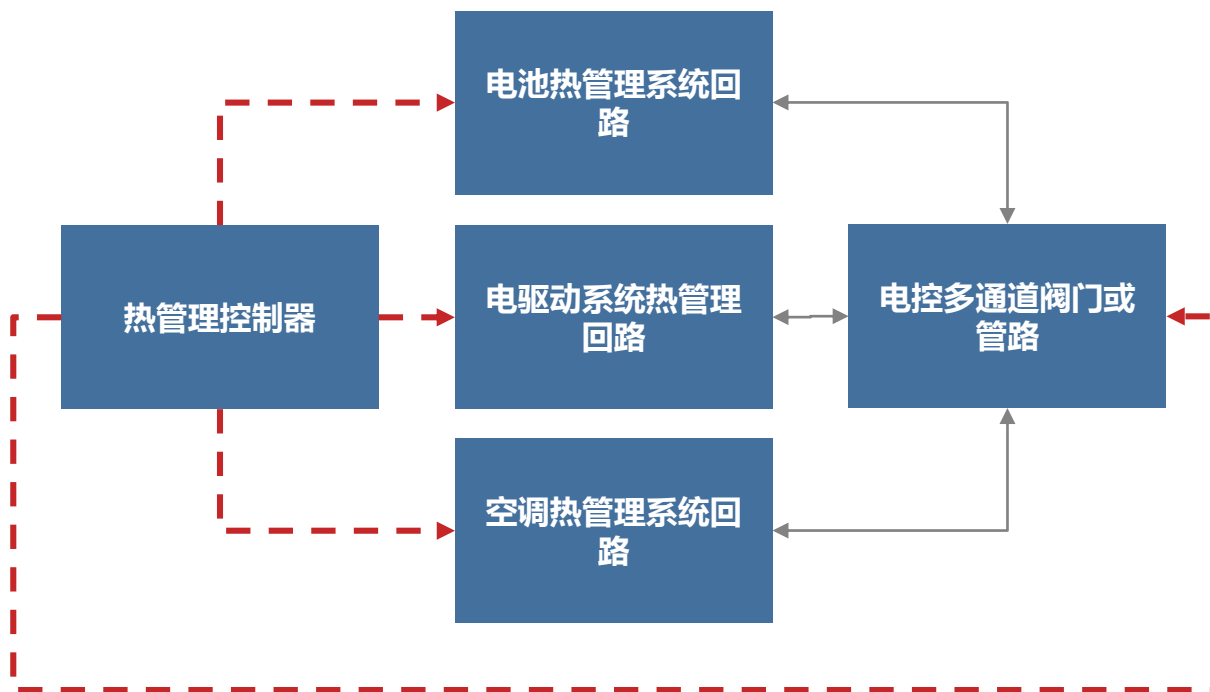 电池热管理系统回
路
热管理控制器
电驱动系统热管理
回路
电控多通道阀门或
管路
空调热管理系统回
路